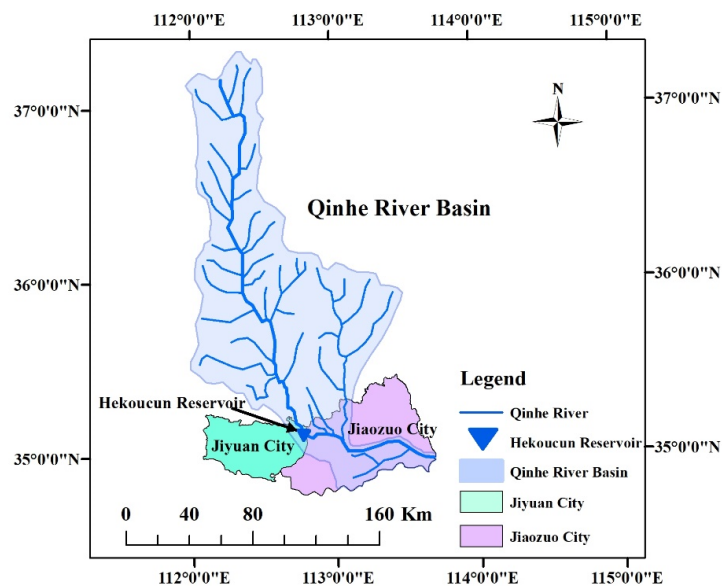 112°0'0"E 113°0'0"E 114°0'0"E 115°0'0"E
N
37°0'0"N 37°0'0"N
Qinhe River Basin
36°0'0"N 36°0'0"N
Legend
Hekoucun Reservoir
Qinhe River
Jiaozuo City
Hekoucun Reservoir
Jiyuan City
35°0'0"N 35°0'0"N
Qinhe River Basin
Jiyuan City
0 40 80 160 Km
Jiaozuo City
112°0'0"E 113°0'0"E 114°0'0"E 115°0'0"E